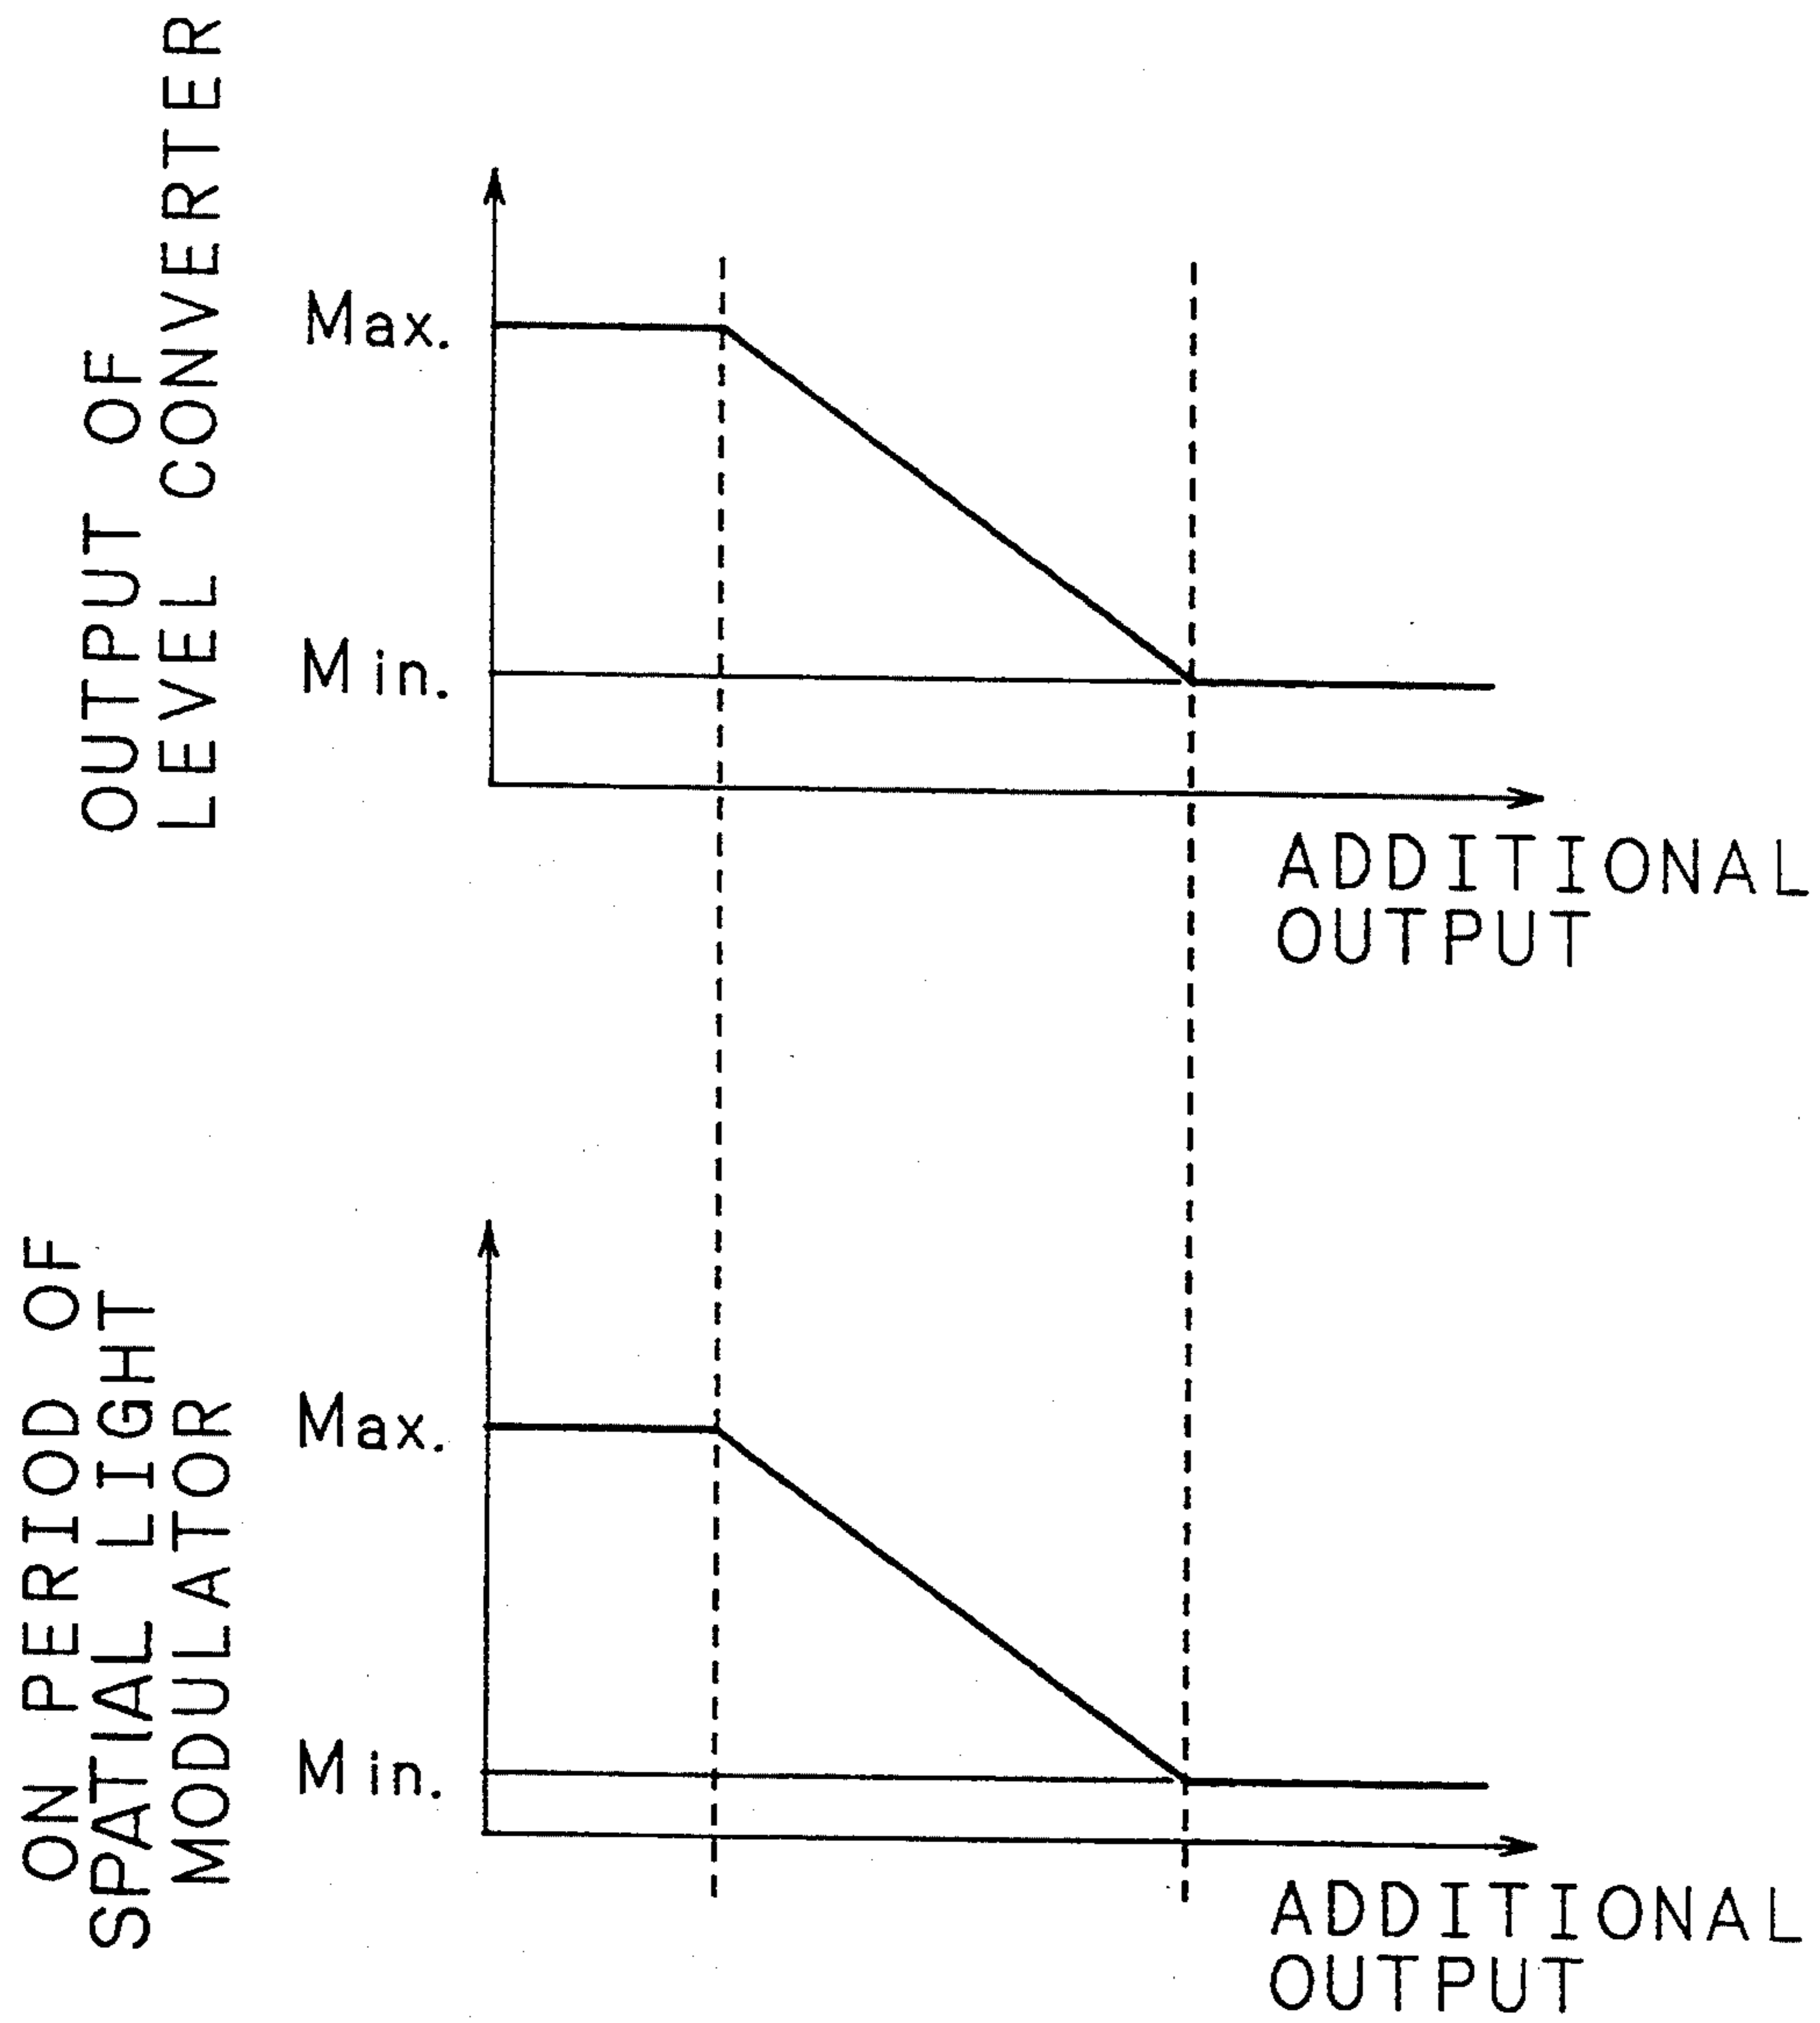 OUTPUT OF
LEVEL CONVERTER
Max.
Min.
ADDITIONAL
OUTPUT
ON PERIOD OF
SPATIAL LIGHT
MODULATOR
Max.
Min.
ADDITIONAL
OUTPUT